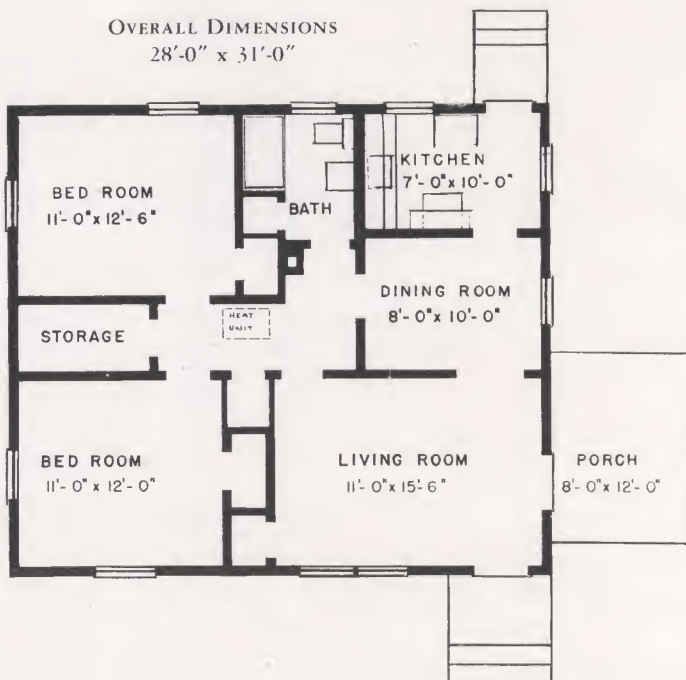 OVERALL DIMENSIONS
28'-0" x 31'-0"
BED ROOM
11'-0" x 12'-6"
BATH
KITCHEN
7'-0" x 10'-0"
STORAGE
HEAT
UNIT
DINING ROOM
8'-0" x 10'-0"
BED ROOM
11'-0" x 12'-0"
LIVING ROOM
11'-0" x 15'-6"
PORCH
8'-0" x 12'-0"